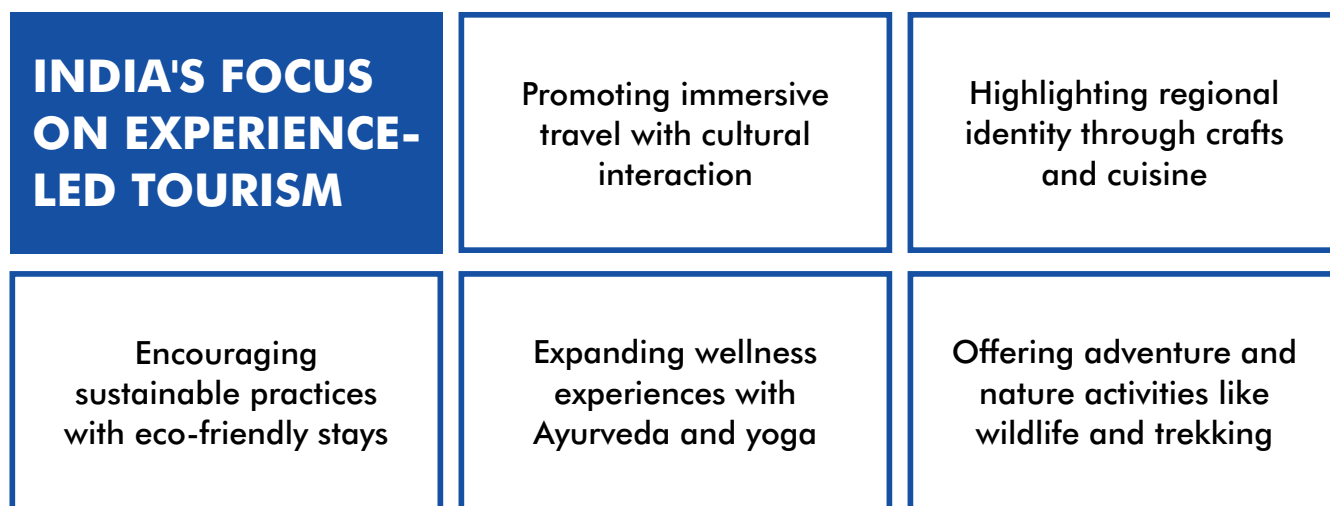 INDIA'S FOCUS
ON EXPERIENCE-
LED TOURISM
Promoting immersive
travel with cultural
interaction
Highlighting regional
identity through crafts
and cuisine
Encouraging
sustainable practices
with eco-friendly stays
Expanding wellness
experiences with
Ayurveda and yoga
Offering adventure and
nature activities like
wildlife and trekking